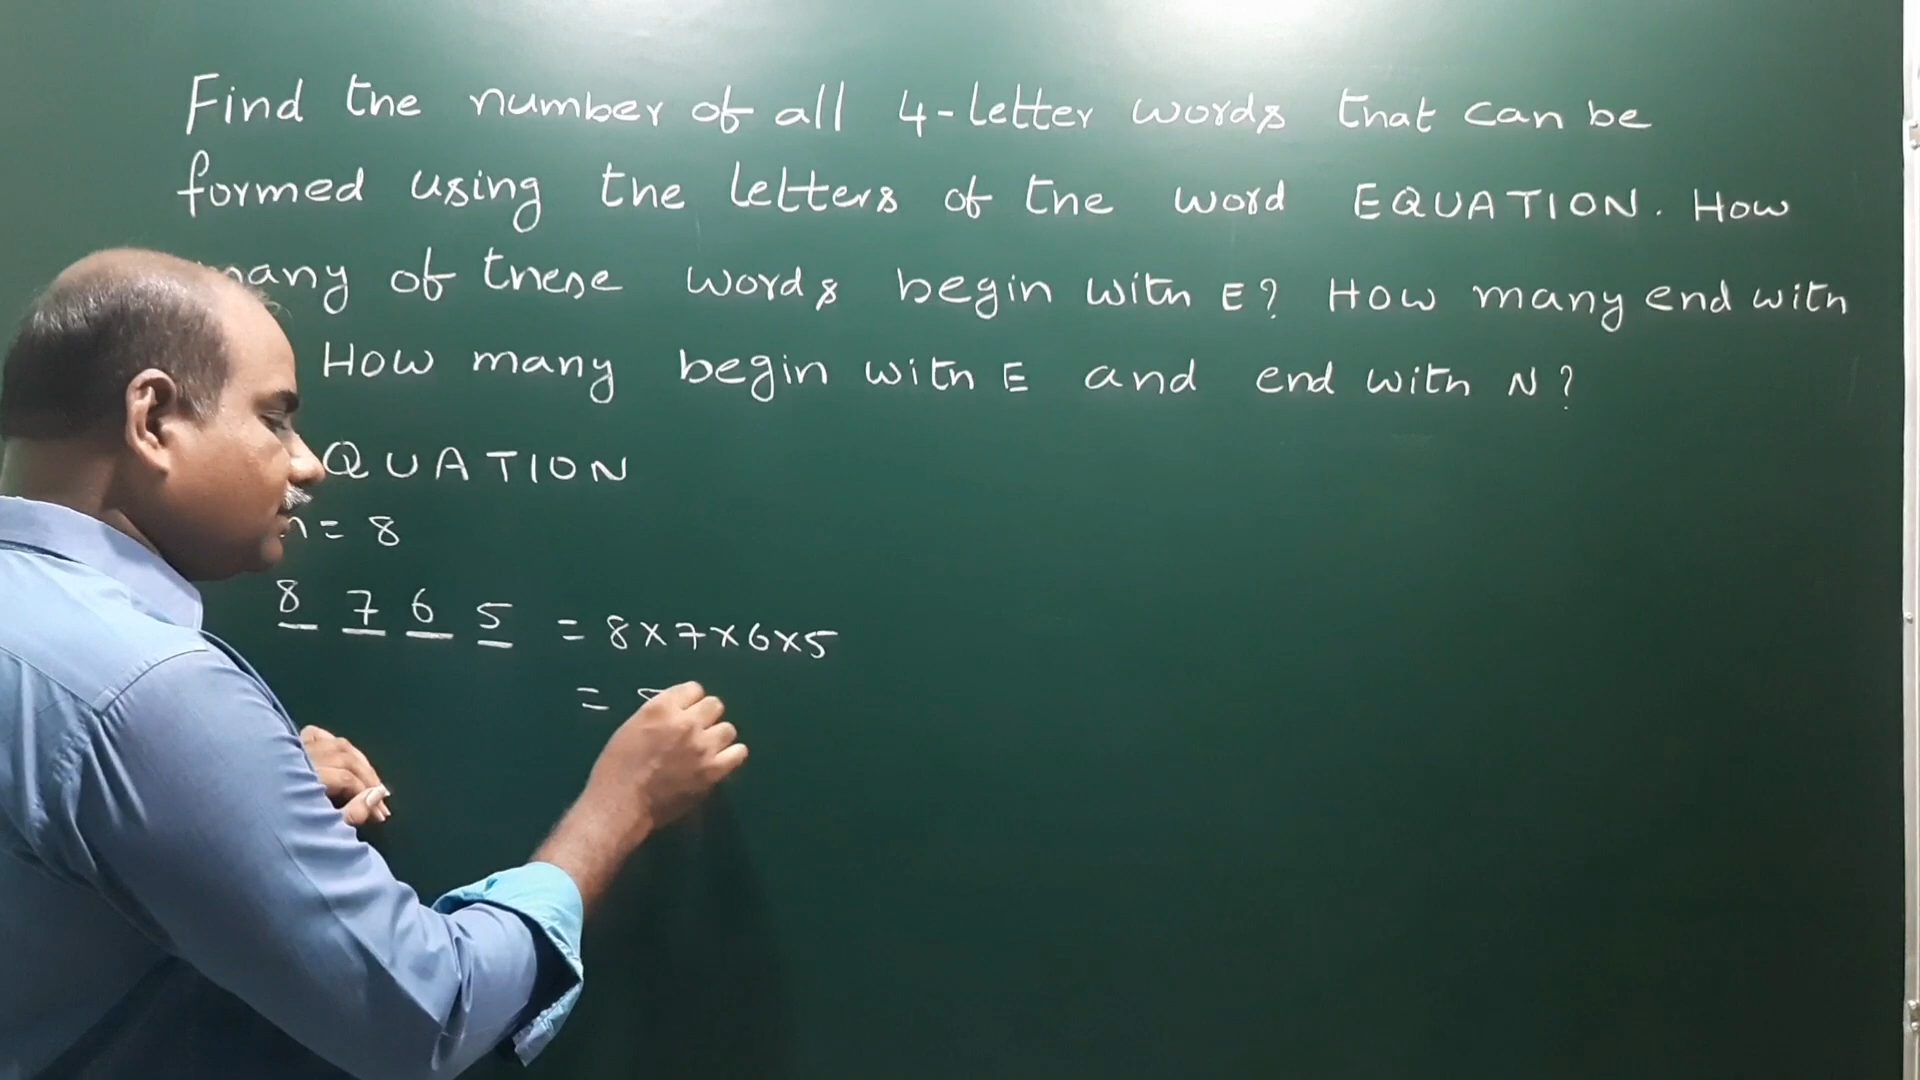 Find the number of all 4-letter words that can be
formed using the letters of the word EQUATION. How
many of these words begin with E? How many end with
How many begin with E and end with N?
QUATION
n = 8
8 7 6 5 = 8×7×6×5
=